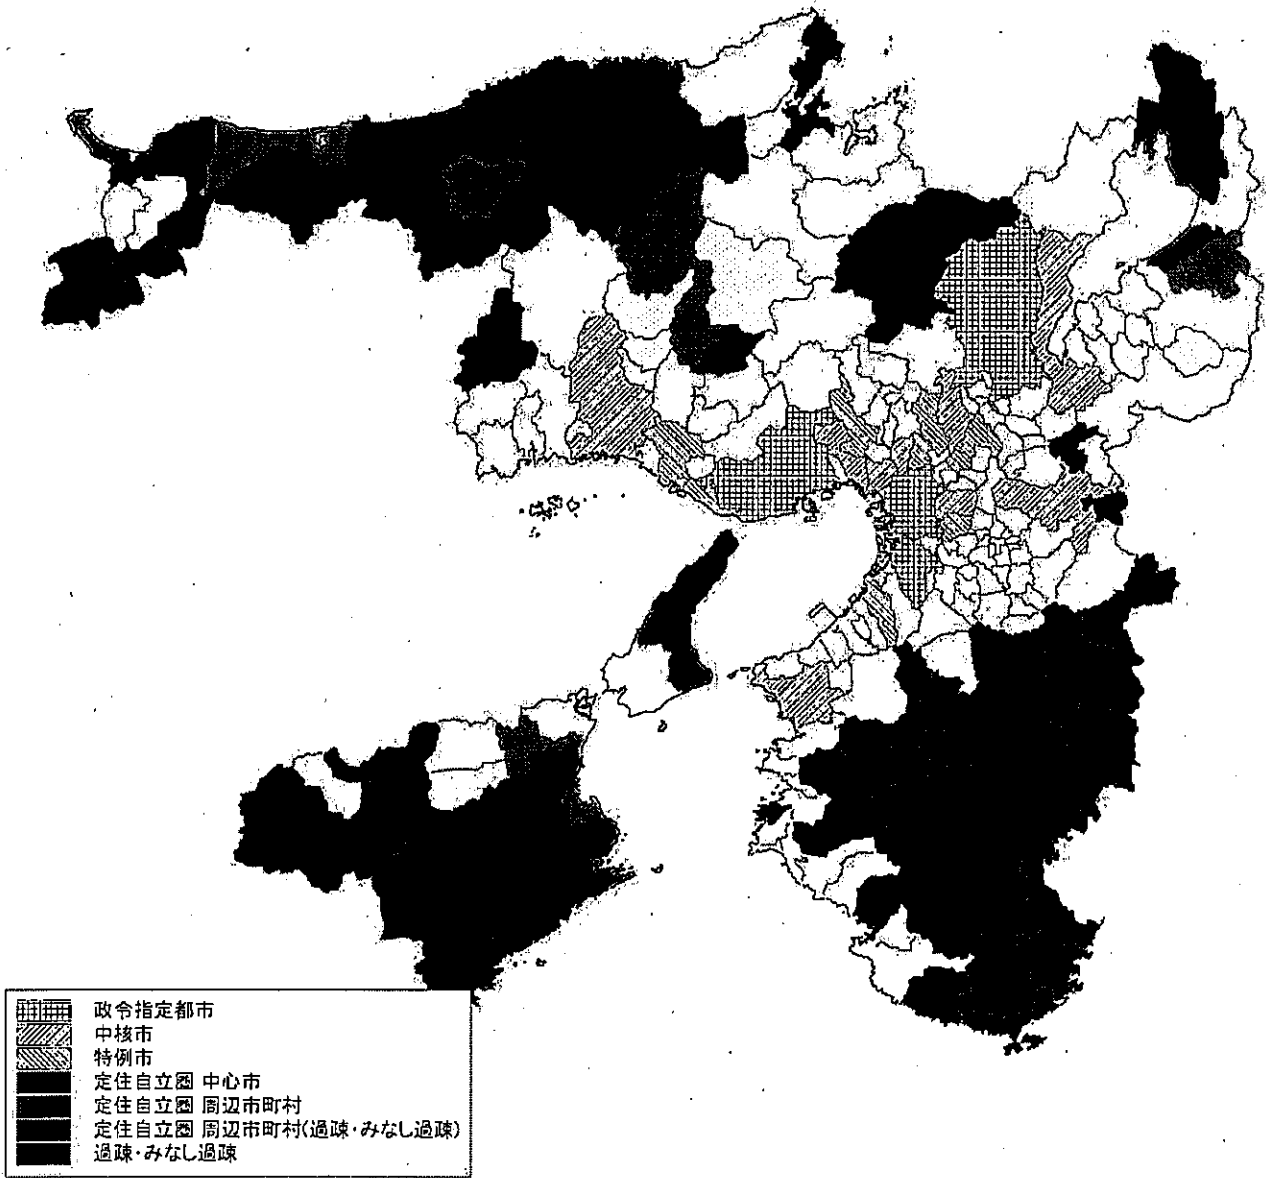 政令指定都市
中核市
特例市
定住自立圏 中心市
定住自立圏 周辺市町村
定住自立圏 周辺市町村(過疎・みなし過疎)
過疎・みなし過疎